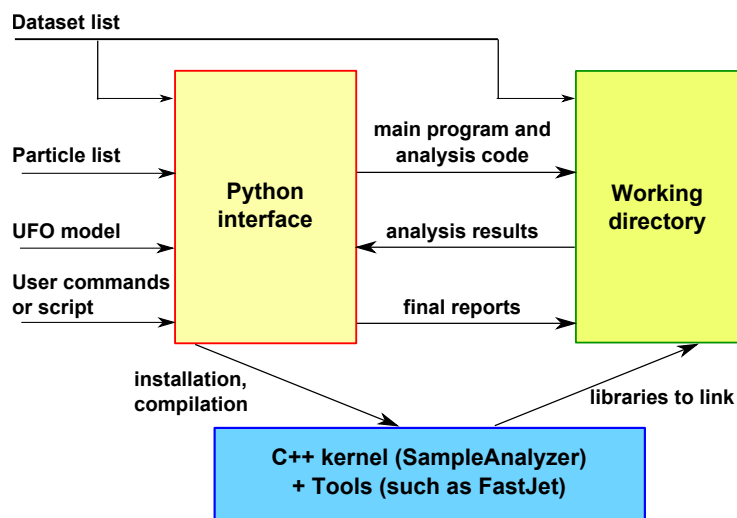 Dataset list
Particle list
UFO model
User commands
or script
Python
interface
main program and
analysis code
analysis results
final reports
Working
directory
installation,
compilation
libraries to link
C++ kernel (SampleAnalyzer)
+ Tools (such as FastJet)